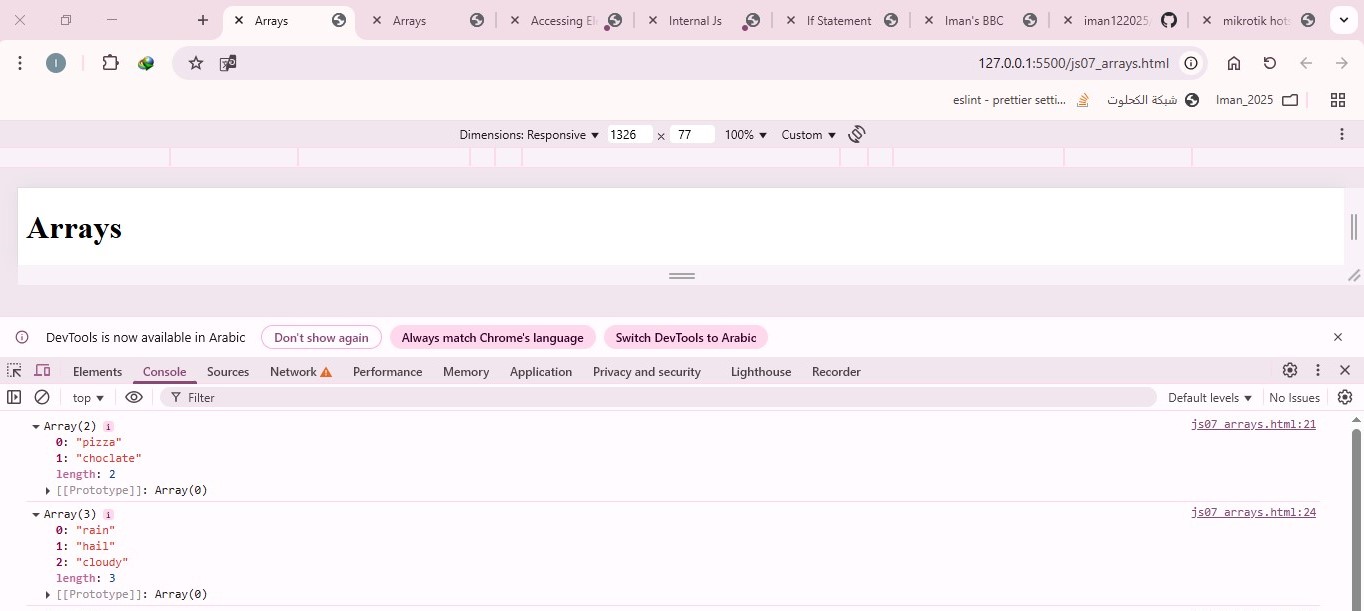 Arrays
Arrays
Accessing El
Internal Js
If Statement
Iman's BBC
iman122025
mikrotik hot
I
127.0.0.1:5500/js07_arrays.html
eslint - prettier setti...
شبكة الكحلوت
Iman_2025
Dimensions: Responsive
1326 x 77
100%
Custom
Arrays
DevTools is now available in Arabic
Don't show again
Always match Chrome's language
Switch DevTools to Arabic
Elements
Console
Sources
Network
Performance
Memory
Application
Privacy and security
Lighthouse
Recorder
top
Filter
Default levels
No Issues
Array(2) i js07_arrays.html:21
0: "pizza"
1: "choclate"
length: 2
[[Prototype]]: Array(0)
Array(3) i js07_arrays.html:24
0: "rain"
1: "hail"
2: "cloudy"
length: 3
[[Prototype]]: Array(0)